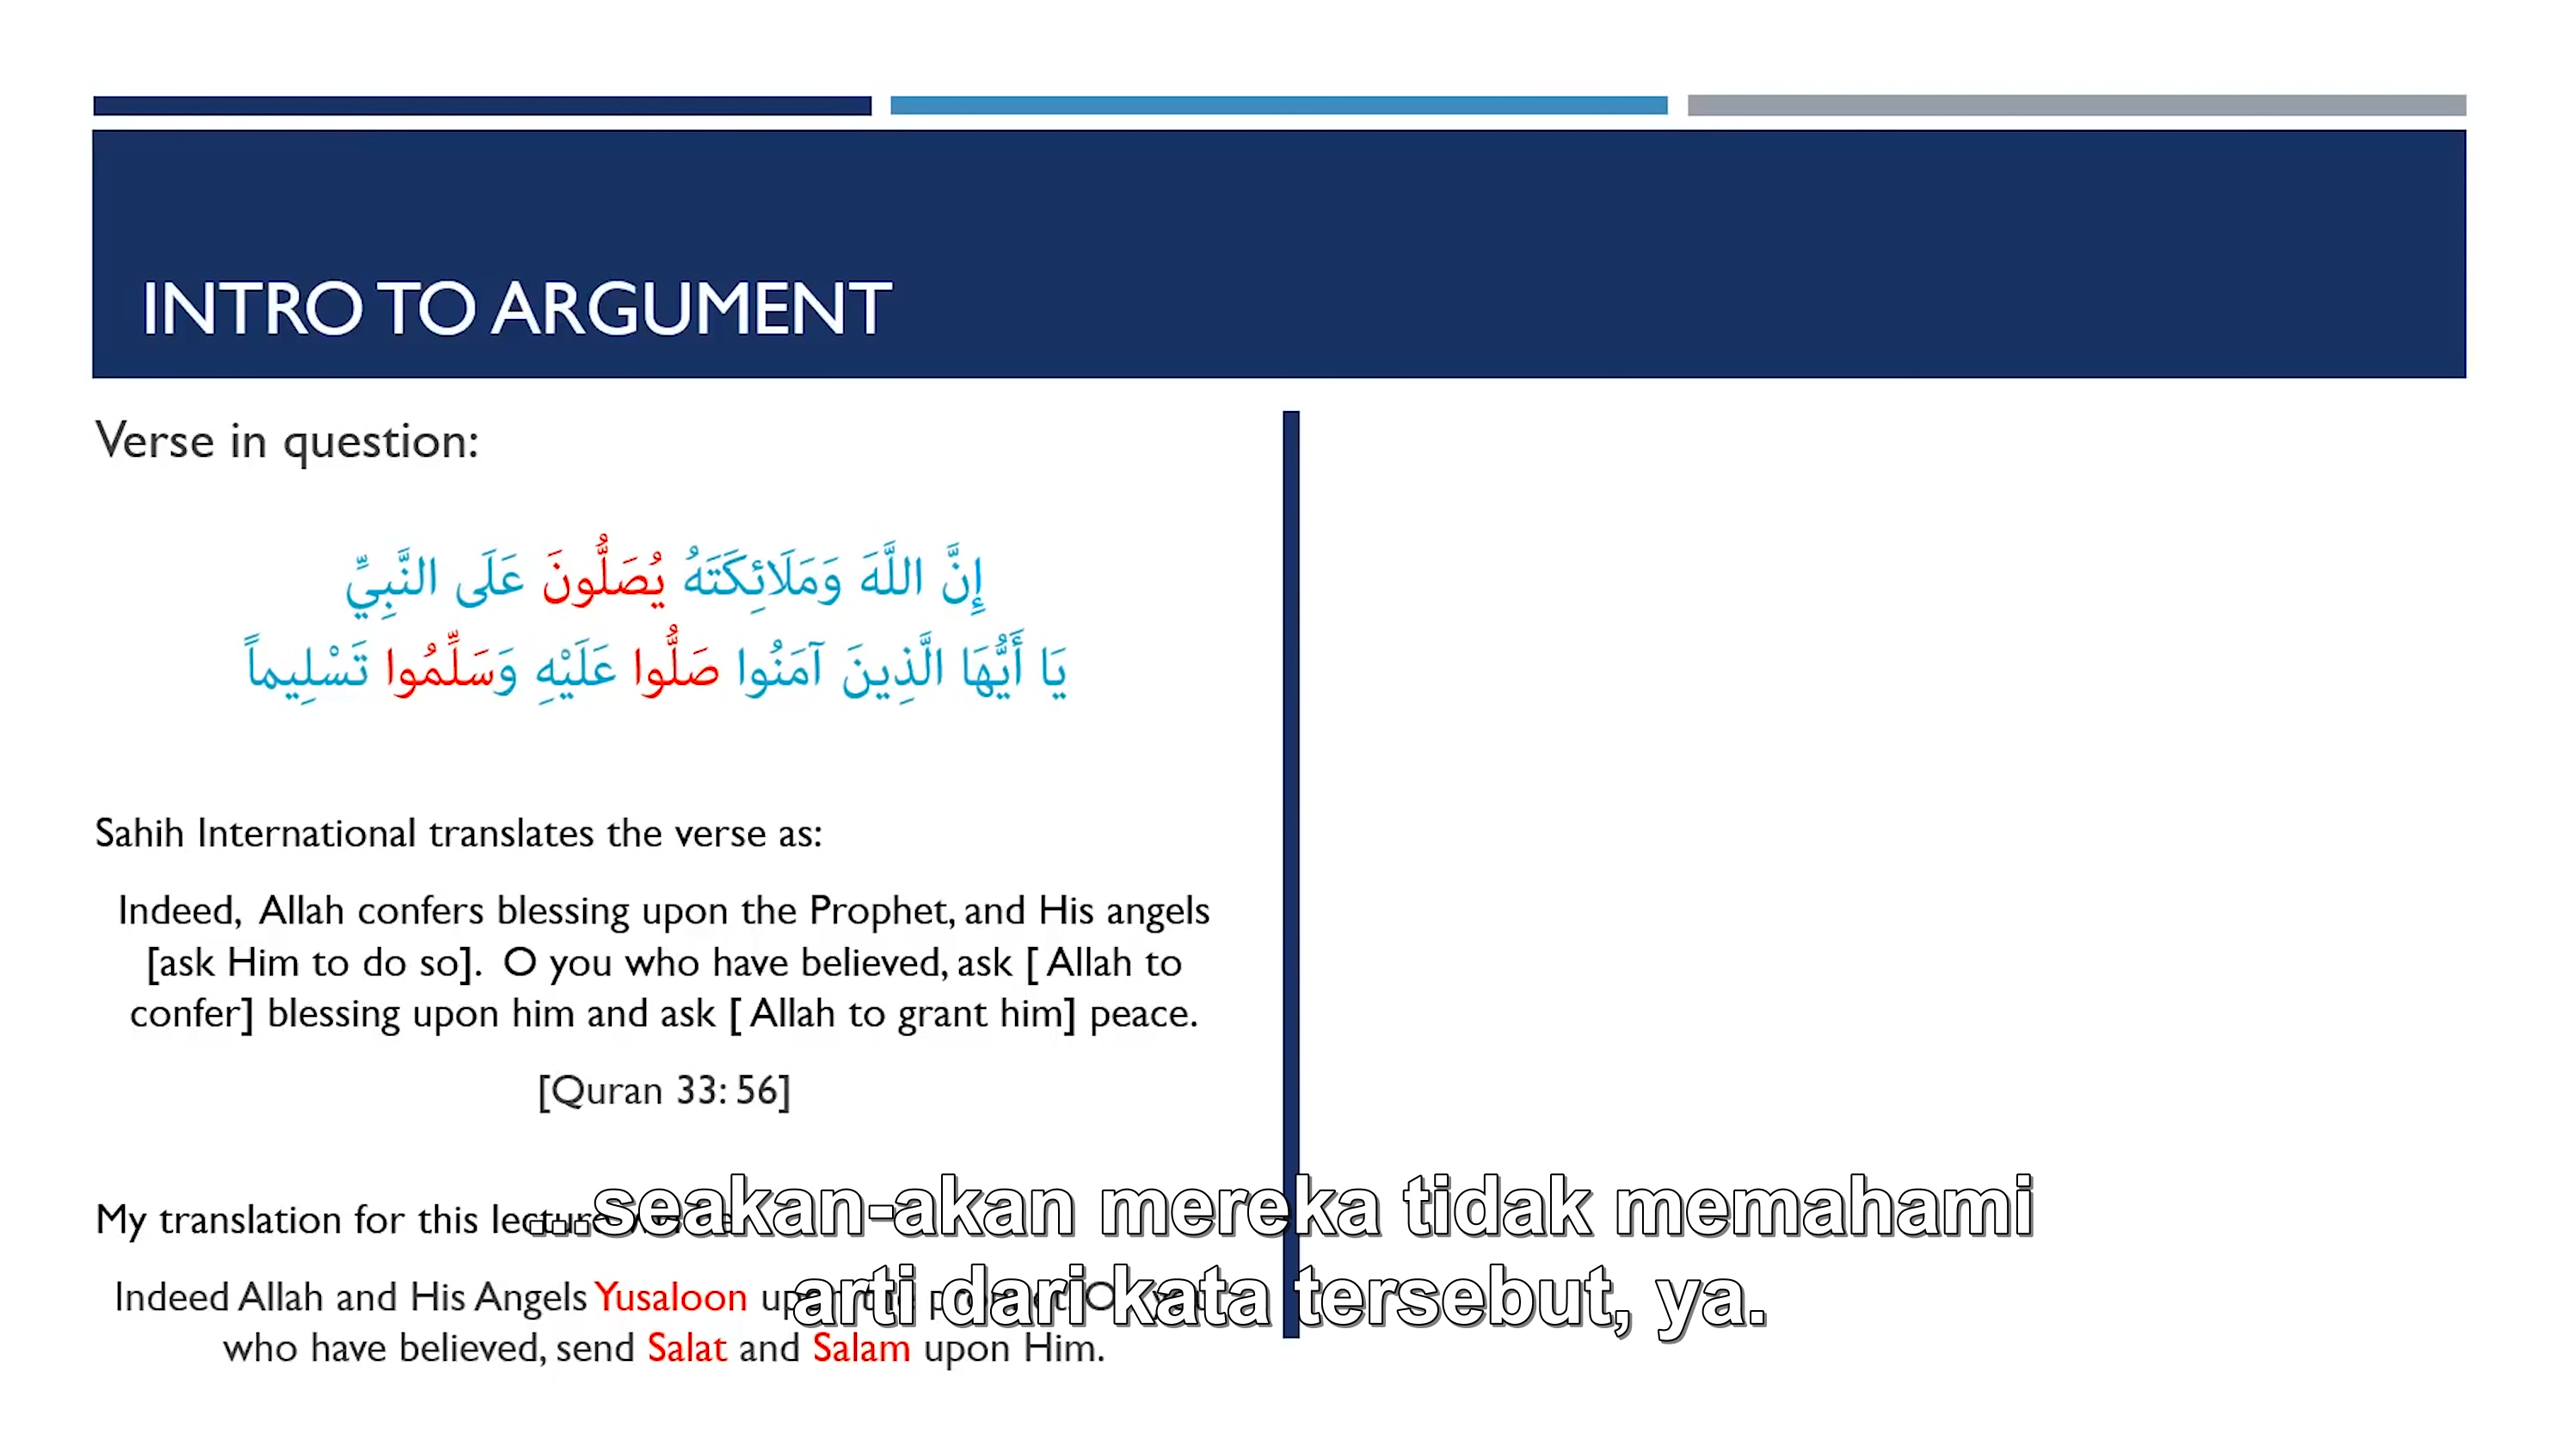 INTRO TO ARGUMENT
Verse in question:
إِنَّ اللَّهَ وَمَلَائِكَتَهُ يُصَلُّونَ عَلَى النَّبِيِّ
يَا أَيُّهَا الَّذِينَ آمَنُوا صَلُّوا عَلَيْهِ وَسَلِّمُوا تَسْلِيماً
Sahih International translates the verse as:
Indeed, Allah confers blessing upon the Prophet, and His angels
[ask Him to do so]. O you who have believed, ask [ Allah to
confer] blessing upon him and ask [ Allah to grant him] peace.
[Quran 33: 56]
My translation for this lecture
Indeed Allah and His Angels Yusaloon
who have believed, send Salat and Salam upon Him.
...seakan-akan mereka tidak memahami
arti dari kata tersebut, ya.